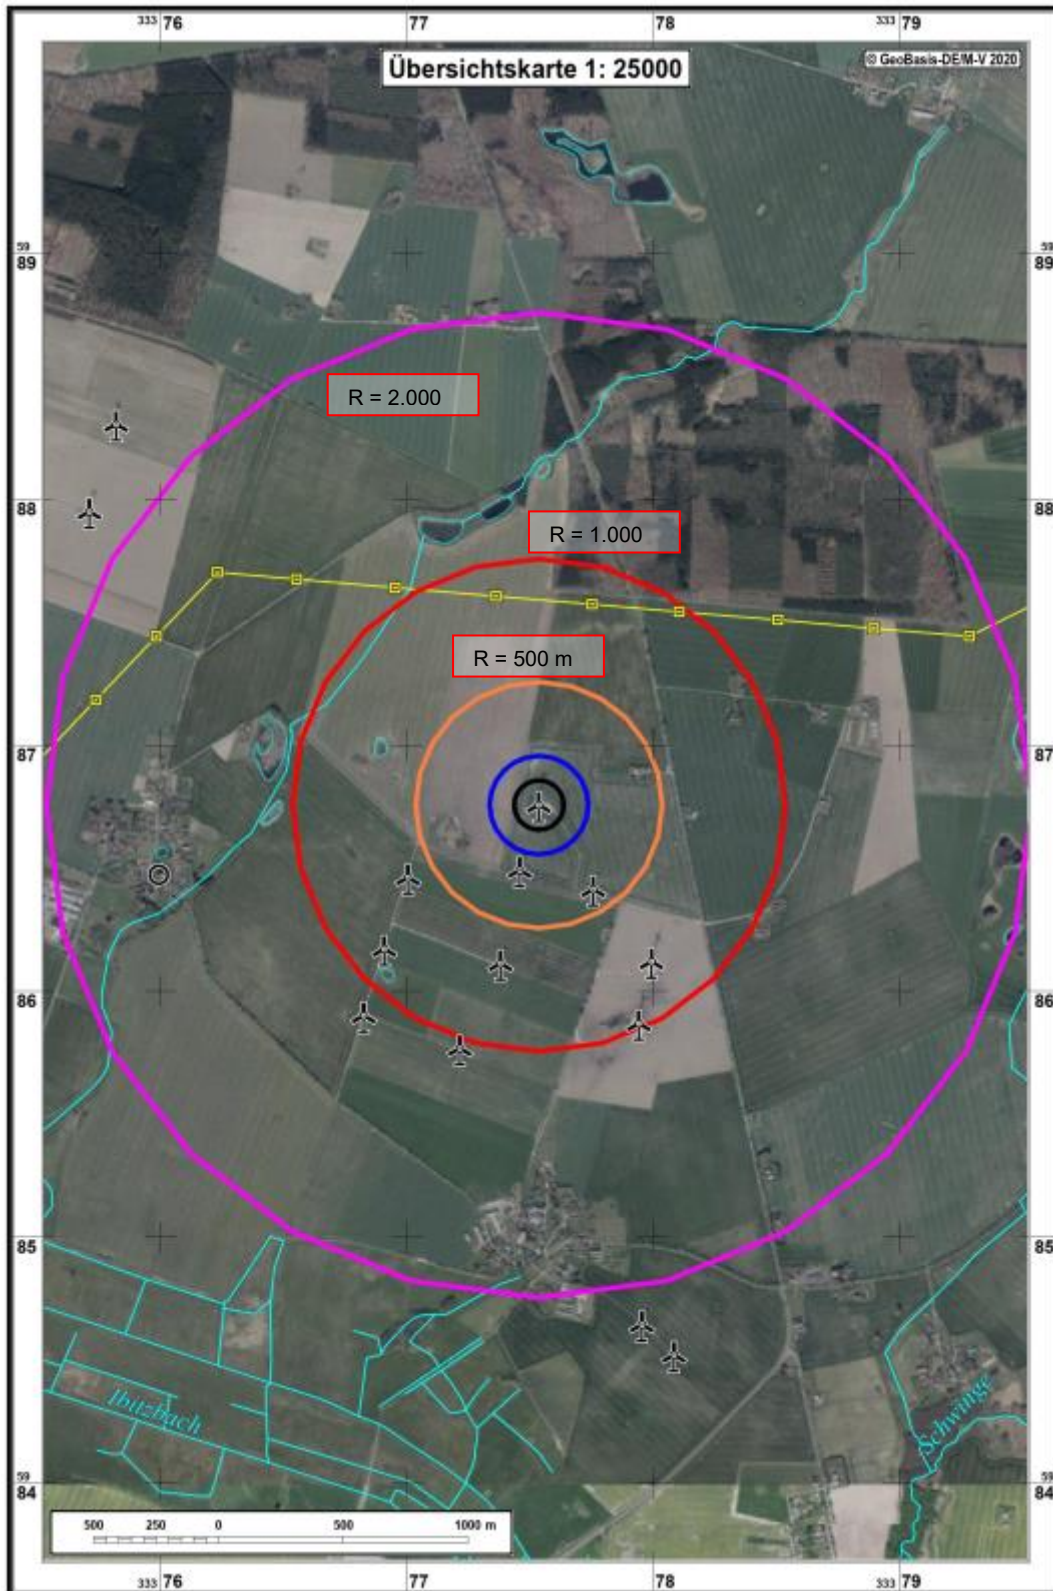 333 76 77 78 333 79
Übersichtskarte 1: 25000
© GeoBasis-DE/M-V 2020
59
89 89
R = 2.000
88 88
R = 1.000
R = 500 m
87 87
86 86
85 85
Ibitzbach
Schwinge
59 59
84 84
500 250 0 500 1000 m
333 76 77 78 333 79